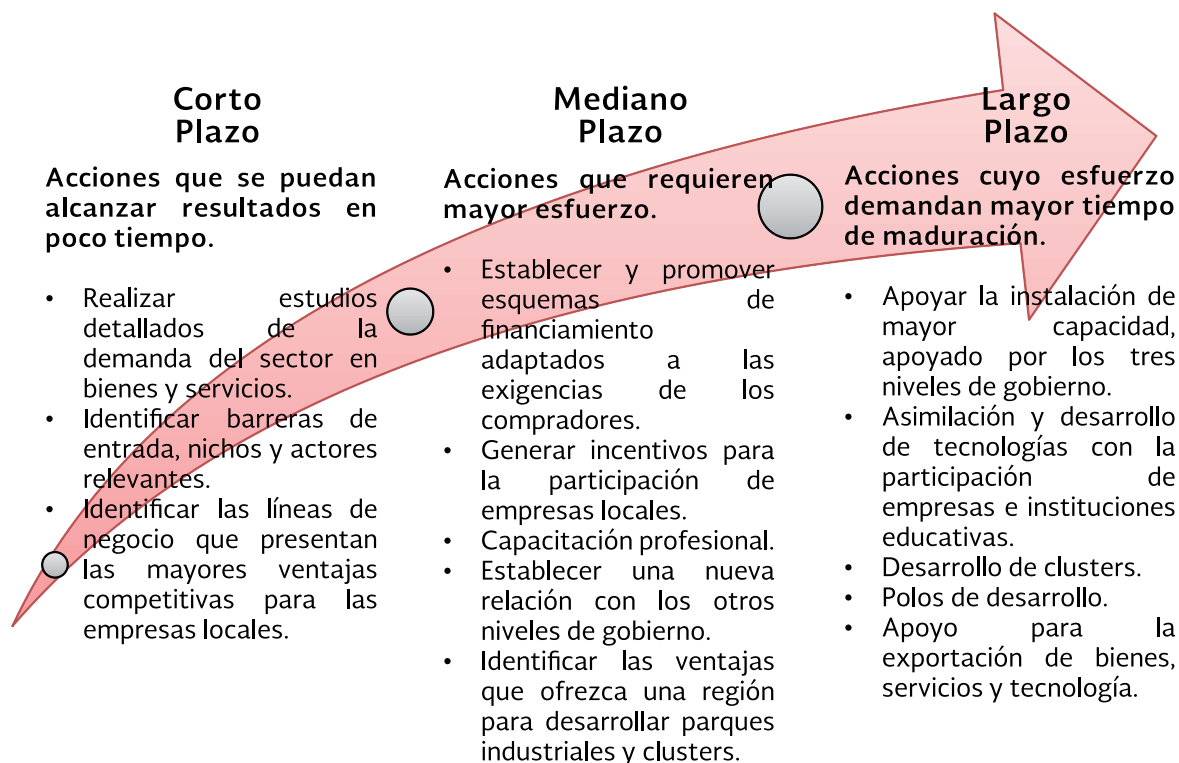 Corto
Plazo
Acciones que se puedan
alcanzar resultados en
poco tiempo.
• Realizar estudios
detallados de la
demanda del sector en
bienes y servicios.
• Identificar barreras de
entrada, nichos y actores
relevantes.
• Identificar las líneas de
negocio que presentan
las mayores ventajas
competitivas para las
empresas locales.
Mediano
Plazo
Acciones que requieren
mayor esfuerzo.
• Establecer y promover
esquemas de
financiamiento
adaptados a las
exigencias de los
compradores.
• Generar incentivos para
la participación de
empresas locales.
• Capacitación profesional.
• Establecer una nueva
relación con los otros
niveles de gobierno.
• Identificar las ventajas
que ofrezca una región
para desarrollar parques
industriales y clusters.
Largo
Plazo
Acciones cuyo esfuerzo
demandan mayor tiempo
de maduración.
• Apoyar la instalación de
mayor capacidad,
apoyado por los tres
niveles de gobierno.
• Asimilación y desarrollo
de tecnologías con la
participación de
empresas e instituciones
educativas.
• Desarrollo de clusters.
• Polos de desarrollo.
• Apoyo para la
exportación de bienes,
servicios y tecnología.